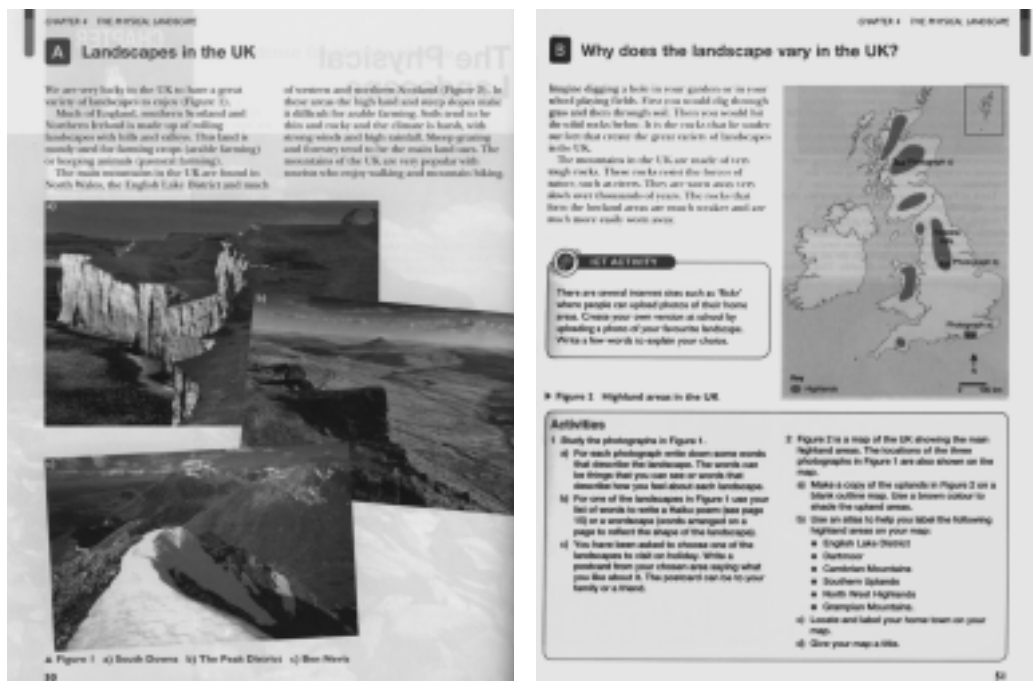 CHAPTER 4 THE PHYSICAL LANDSCAPE
A Landscapes in the UK
We are very lucky in the UK to have a great
variety of landscapes to enjoy (Figure 1).
Much of England, southern Scotland and
Northern Ireland is made up of rolling
landscapes with hills and valleys. This land is
mostly used for farming crops (arable farming)
or keeping animals (pastoral farming).
The main mountains in the UK are found in
North Wales, the English Lake District and much
of western and northern Scotland (Figure 2). In
these areas the high land and steep slopes make
it difficult for arable farming. Soils tend to be
thin and rocky and the climate is harsh, with
strong winds and high rainfall. Sheep grazing
and forestry tend to be the main land uses. The
mountains of the UK are very popular with
tourists who enjoy walking and mountain biking.
a)
b)
c)
▲ Figure 1 a) South Downs b) The Peak District c) Ben Nevis
50
CHAPTER 4 THE PHYSICAL LANDSCAPE
B Why does the landscape vary in the UK?
Imagine digging a hole in your garden or in your
school playing fields. First you would dig through
grass and then through soil. Then you would hit
the solid rocks below. It is the rocks that lie under
our feet that create the great variety of landscapes
in the UK.
The mountains in the UK are made of very
tough rocks. These rocks resist the forces of
nature, such as rivers. They are worn away very
slowly over thousands of years. The rocks that
form the lowland areas are much weaker and are
much more easily worn away.
ICT ACTIVITY
There are several internet sites such as 'flickr'
where people can upload photos of their home
area. Create your own version at school by
uploading a photo of your favourite landscape.
Write a few words to explain your choice.
Photograph c)
Photograph b)
Photograph a)
N
Key
Highlands
100 km
▶ Figure 2 Highland areas in the UK
Activities
1 Study the photographs in Figure 1.
a) For each photograph write down some words
that describe the landscape. The words can
be things that you can see or words that
describe how you feel about each landscape.
b) For one of the landscapes in Figure 1 use your
list of words to write a Haiku poem (see page
15) or a wordscape (words arranged on a
page to reflect the shape of the landscape).
c) You have been asked to choose one of the
landscapes to visit on holiday. Write a
postcard from your chosen area saying what
you like about it. The postcard can be to your
family or a friend.
2 Figure 2 is a map of the UK showing the main
highland areas. The locations of the three
photographs in Figure 1 are also shown on the
map.
a) Make a copy of the uplands in Figure 2 on a
blank outline map. Use a brown colour to
shade the upland areas.
b) Use an atlas to help you label the following
highland areas on your map:
■ English Lake District
■ Dartmoor
■ Cambrian Mountains
■ Southern Uplands
■ North West Highlands
■ Grampian Mountains.
c) Locate and label your home town on your
map.
d) Give your map a title.
51